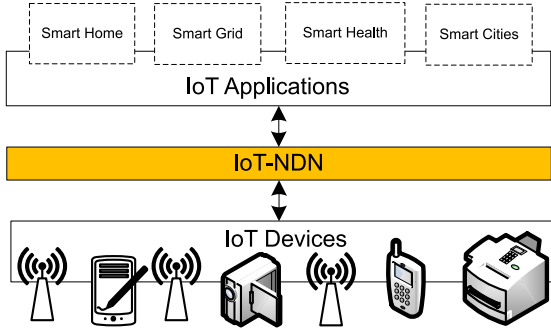 Smart Home
Smart Grid
Smart Health
Smart Cities
IoT Applications
IoT-NDN
IoT Devices